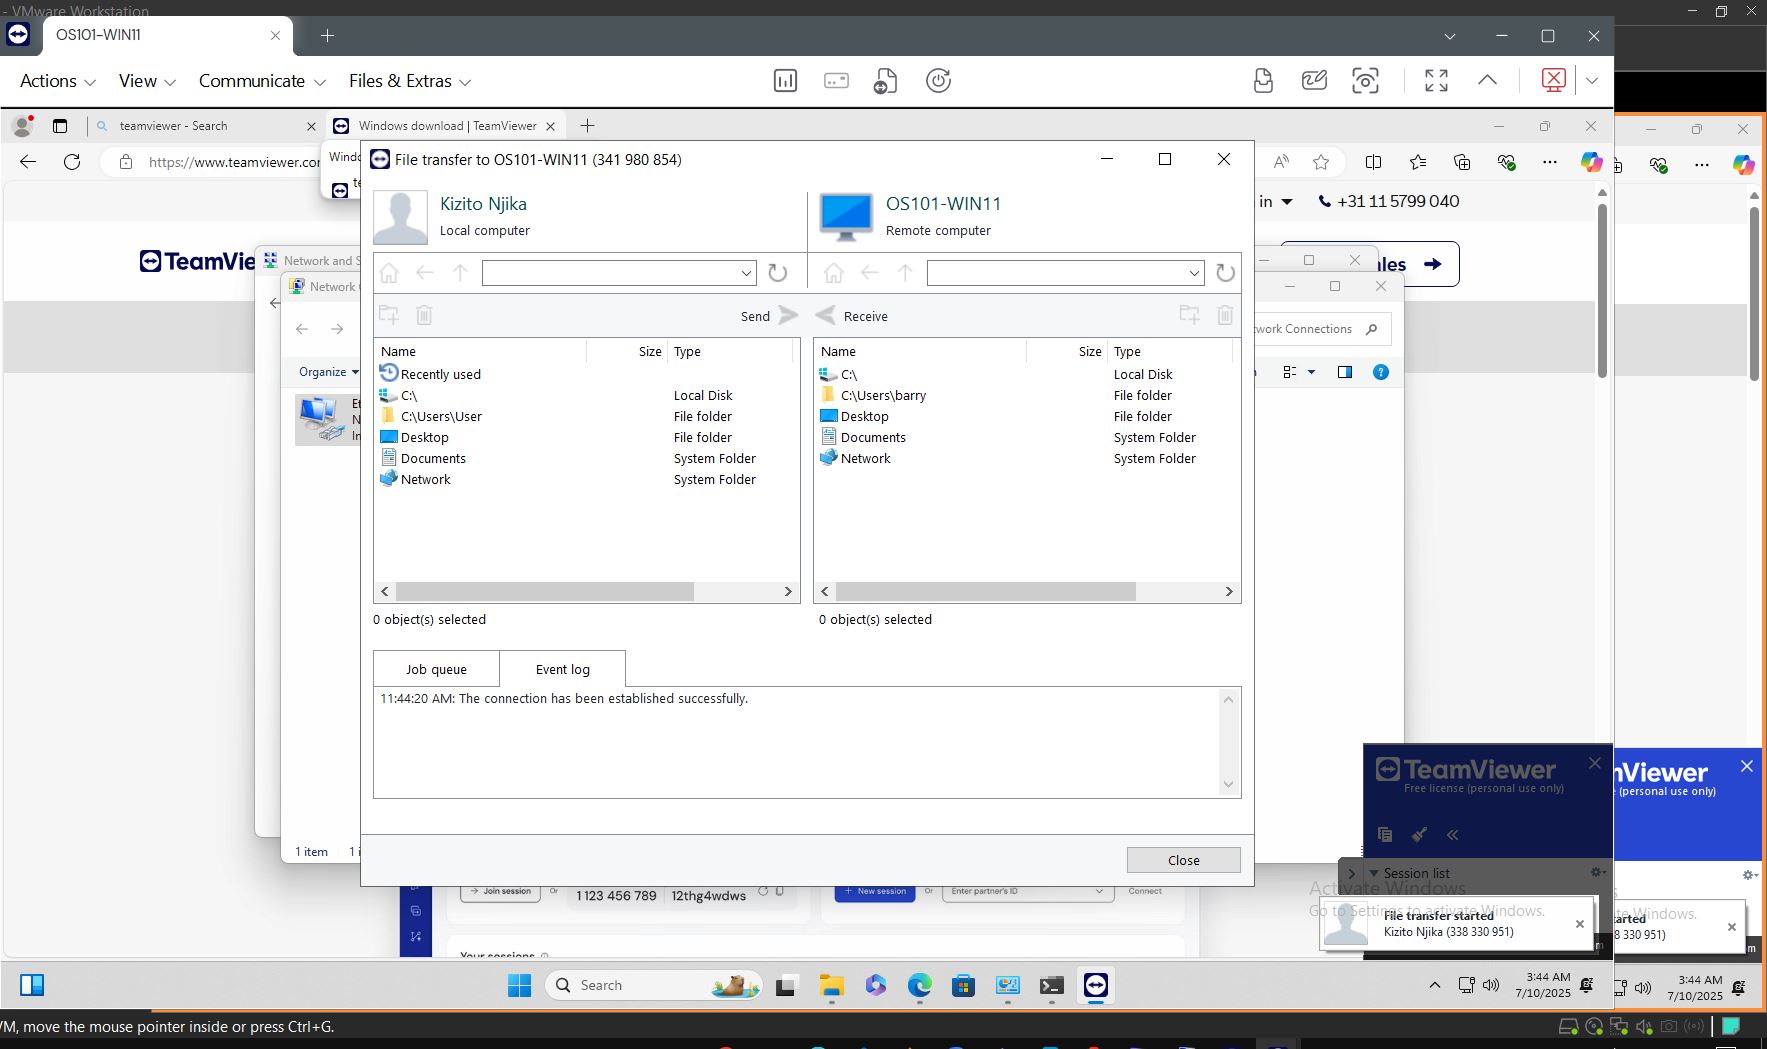 - VMware Workstation
OS101-WIN11
Actions View Communicate Files & Extras
teamviewer - Search
Windows download | TeamViewer
https://www.teamviewer.co
File transfer to OS101-WIN11 (341 980 854)
Kizito Njika
Local computer
OS101-WIN11
Remote computer
in
+31 11 5799 040
TeamVie
Network and S
Network
Send
Receive
Organize
Name Size Type
Recently used
C:\ Local Disk
C:\Users\User File folder
Desktop File folder
Documents System Folder
Network System Folder
Name Size Type
C:\ Local Disk
C:\Users\barry File folder
Desktop File folder
Documents System Folder
Network System Folder
work Connections
0 object(s) selected
0 object(s) selected
Job queue
Event log
11:44:20 AM: The connection has been established successfully.
Close
1 item
TeamViewer
Free license (personal use only)
nViewer
(personal use only)
Session list
Activate Windows
Go to Settings to activate Windows.
File transfer started
Kizito Njika (338 330 951)
arted
8 330 951)
te Windows.
Join session
Or
1 123 456 789
12thg4wdws
New session
Or
Enter partner's ID
Connect
Your sessions
Search
3:44 AM
7/10/2025
3:44 AM
7/10/2025
VM, move the mouse pointer inside or press Ctrl+G.